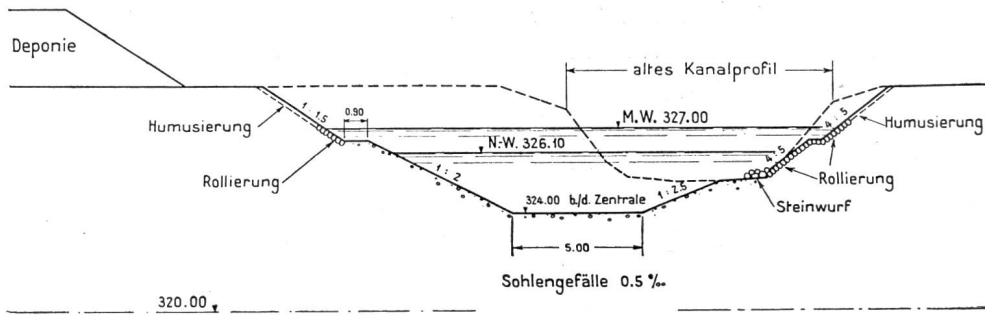 Deponie
altes Kanalprofil
1 : 1.5
0.90
M.W. 327.00
4 : 5
Humusierung
Humusierung
N.W. 326.10
4 : 5
Rollierung
Rollierung
1 : 2
1 : 2.5
Steinwurf
324.00 b./d. Zentrale
5.00
Sohlengefälle 0.5 ‰
320.00